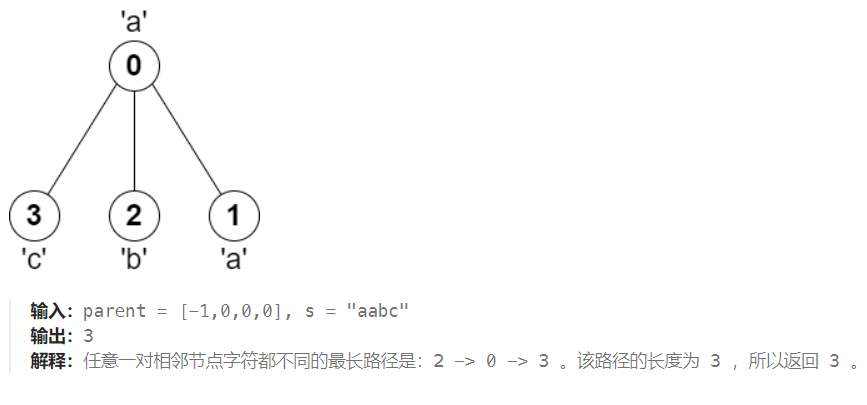 'a'
0
3 2 1
'c' 'b' 'a'
输入：parent = [-1,0,0,0], s = "aabc"
输出：3
解释：任意一对相邻节点字符都不同的最长路径是：2 -> 0 -> 3 。该路径的长度为 3 ，所以返回 3 。